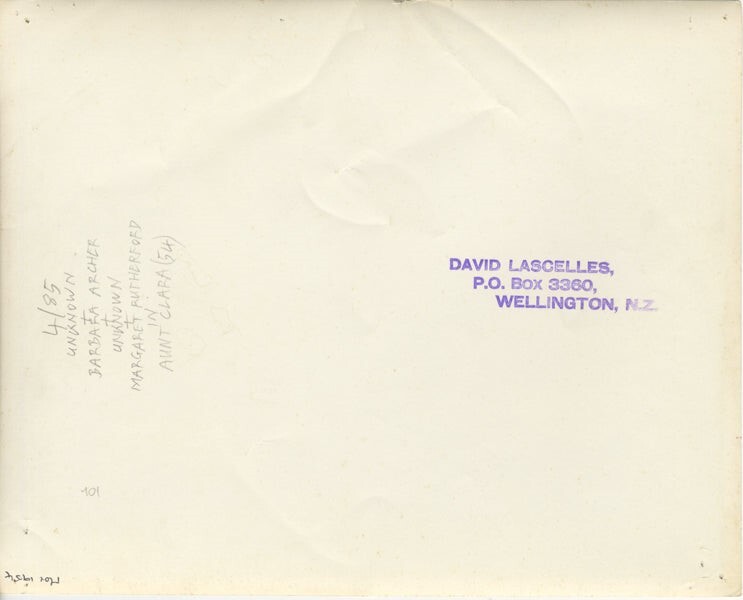 4/85
UNKNOWN
+
BARBARA ARCHER
+
UNKNOWN
+
MARGARET RUTHERFORD
IN
AUNT CLARA (54)
DAVID LASCELLES,
P.O. BOX 3360,
WELLINGTON, N.Z.
101